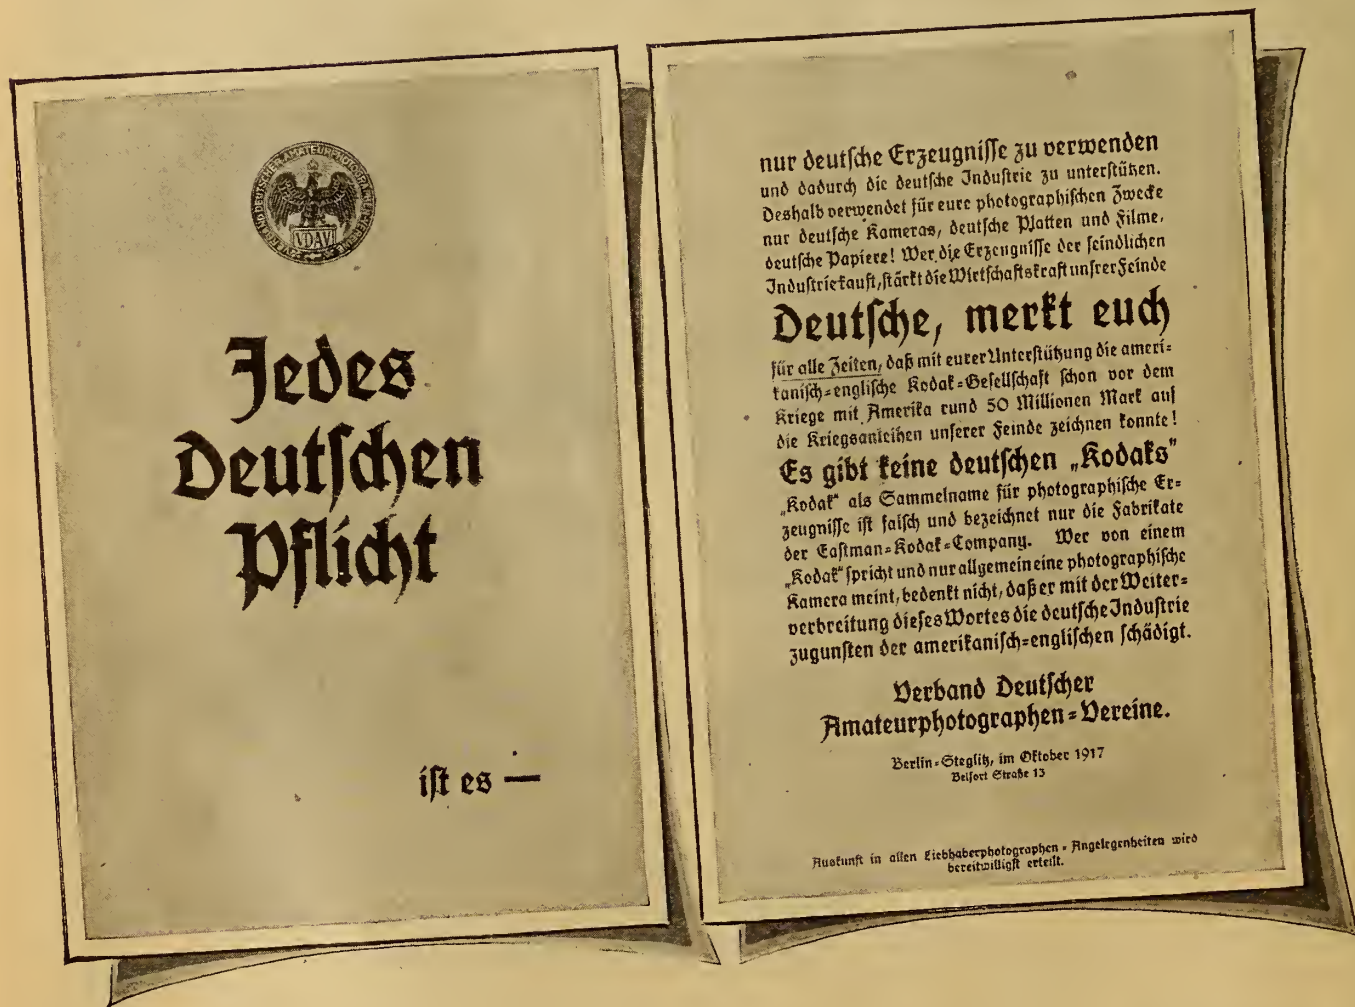 VERBAND DEUTSCHER AMATEURPHOTOGRAPHEN-VEREINE
VDAV
Jedes
Deutſchen
Pflicht
iſt es —
nur deutſche Erzeugniſſe zu verwenden
und dadurch die deutſche Induſtrie zu unterſtützen.
Deshalb verwendet für eure photographiſchen Zwecke
nur deutſche Kameras, deutſche Platten und Filme,
deutſche Papiere! Wer die Erzeugniſſe der feindlichen
Induſtrie kauft, ſtärkt die Wirtſchaftskraft unſrer Feinde
Deutſche, merkt euch
für alle Zeiten, daß mit eurer Unterſtützung die ameri-
kaniſch-engliſche Kodak-Geſellſchaft ſchon vor dem
Kriege mit Amerika rund 50 Millionen Mark auf
die Kriegsanleihen unſerer Feinde zeichnen konnte!
Es gibt keine deutſchen „Kodaks"
„Kodak" als Sammelname für photographiſche Er-
zeugniſſe iſt falſch und bezeichnet nur die Fabrikate
der Eaſtman-Kodak-Company. Wer von einem
„Kodak" ſpricht und nur allgemein eine photographiſche
Kamera meint, bedenkt nicht, daß er mit der Weiter-
verbreitung dieſes Wortes die deutſche Induſtrie
zugunſten der amerikaniſch-engliſchen ſchädigt.
Verband Deutſcher
Amateurphotographen-Vereine.
Berlin-Steglitz, im Oktober 1917
Belfort Straße 13
Auskunft in allen Liebhaberphotographen-Angelegenheiten wird
bereitwilligſt erteilt.